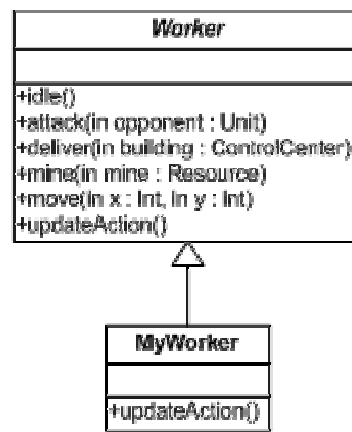 Worker
+idle()
+attack(in opponent : Unit)
+deliver(in building : ControlCenter)
+mine(in mine : Resource)
+move(in x : Int, in y : Int)
+updateAction()
MyWorker
+updateAction()